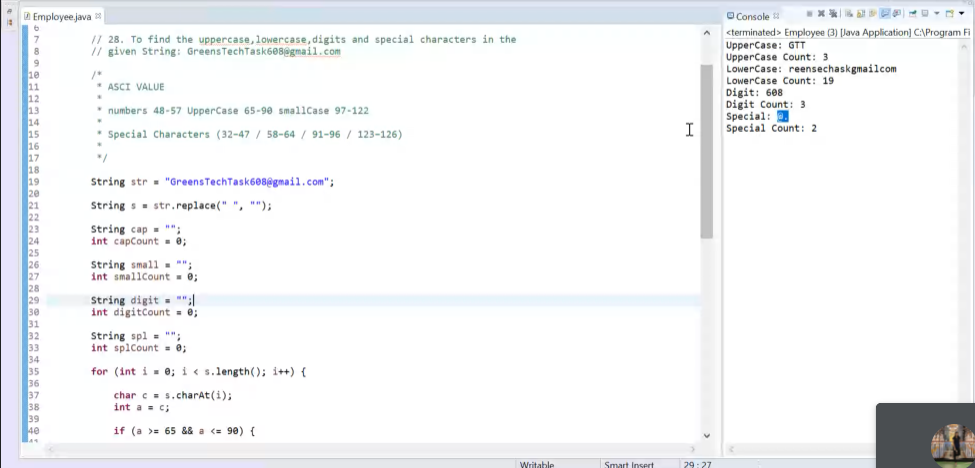 Employee.java
6
7 // 28. To find the uppercase,lowercase,digits and special characters in the
8 // given String: GreensTechTask608@gmail.com
9
10 /*
11 * ASCI VALUE
12 *
13 * numbers 48-57 UpperCase 65-90 smallCase 97-122
14 *
15 * Special Characters (32-47 / 58-64 / 91-96 / 123-126)
16 *
17 */
18
19 String str = "GreensTechTask608@gmail.com";
20
21 String s = str.replace(" ", "");
22
23 String cap = "";
24 int capCount = 0;
25
26 String small = "";
27 int smallCount = 0;
28
29 String digit = "";
30 int digitCount = 0;
31
32 String spl = "";
33 int splCount = 0;
34
35 for (int i = 0; i < s.length(); i++) {
36
37 char c = s.charAt(i);
38 int a = c;
39
40 if (a >= 65 && a <= 90) {
Console
<terminated> Employee (3) [Java Application] C:\Program Fi
UpperCase: GTT
UpperCase Count: 3
LowerCase: reensechaskgmailcom
LowerCase Count: 19
Digit: 608
Digit Count: 3
Special: @.
Special Count: 2
Writable
Smart Insert
29 : 27